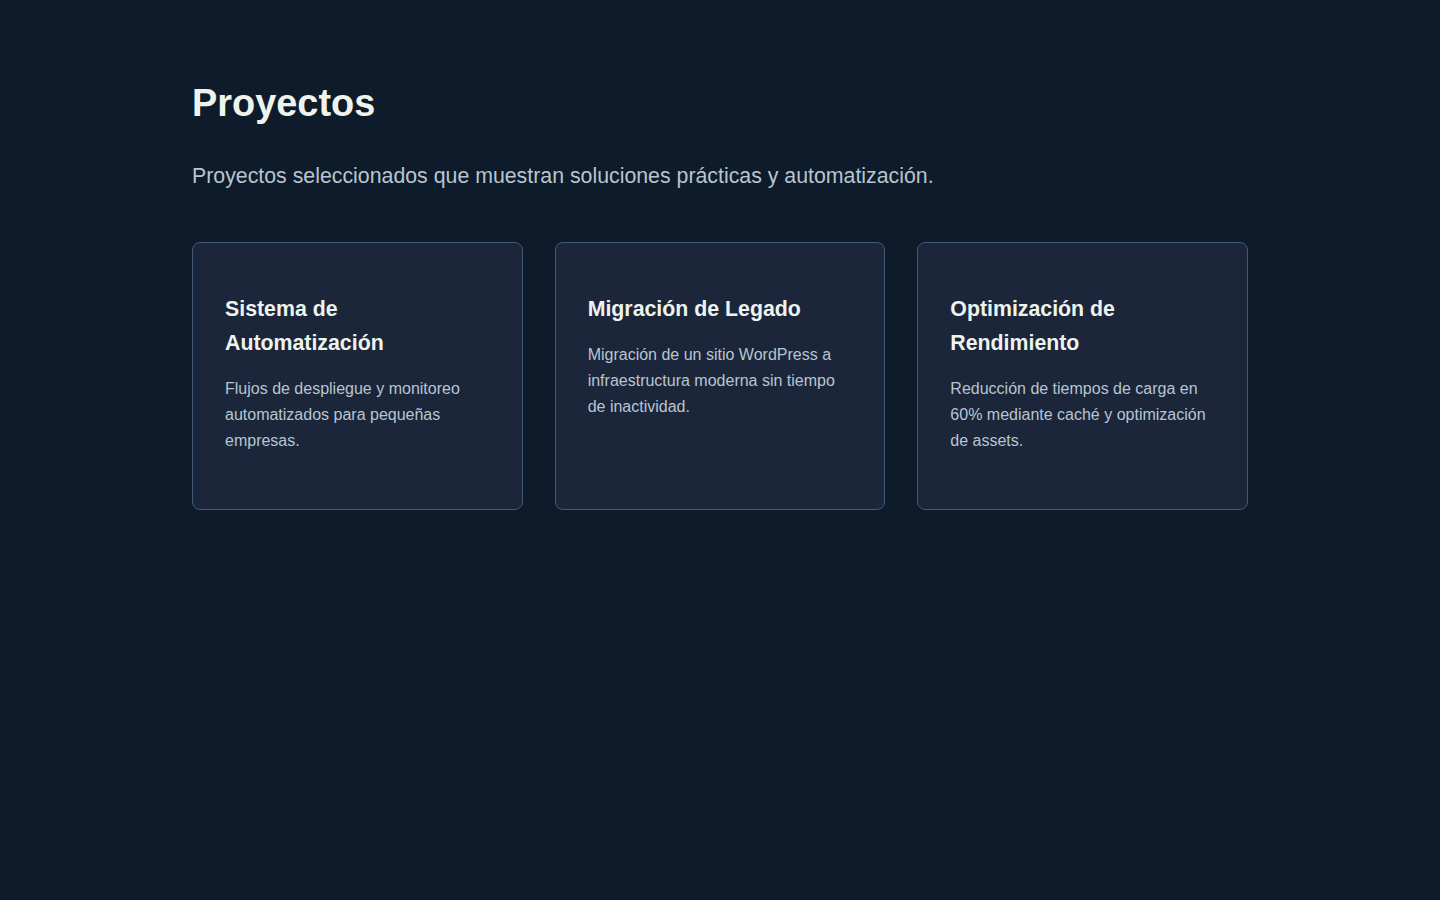 Proyectos
Proyectos seleccionados que muestran soluciones prácticas y automatización.
Sistema de
Automatización
Flujos de despliegue y monitoreo
automatizados para pequeñas
empresas.
Migración de Legado
Migración de un sitio WordPress a
infraestructura moderna sin tiempo
de inactividad.
Optimización de
Rendimiento
Reducción de tiempos de carga en
60% mediante caché y optimización
de assets.